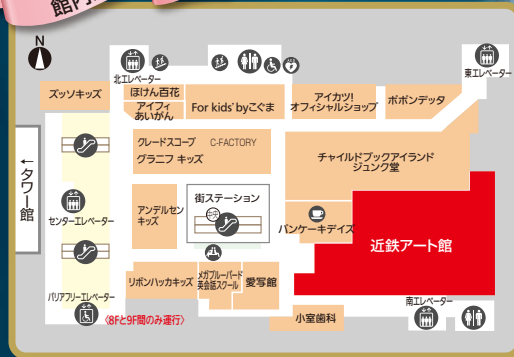 館内
N
北エレベーター
東エレベーター
ズッソキッズ
ほけん百花
アイフィ
あいがん
For kids' byこぐま
アイカツ!
オフィシャルショップ
ポポンデッタ
クレードスコープ C-FACTORY
グラニフ キッズ
チャイルドブックアイランド
ジュンク堂
←タワー館
センターエレベーター
アンデルセン
キッズ
街ステーション
パンケーキデイズ
近鉄アート館
リボンハッカキッズ
メガブルーバード
英会話スクール
愛写館
バリアフリーエレベーター
〈8Fと9F間のみ運行〉
小室歯科
南エレベーター